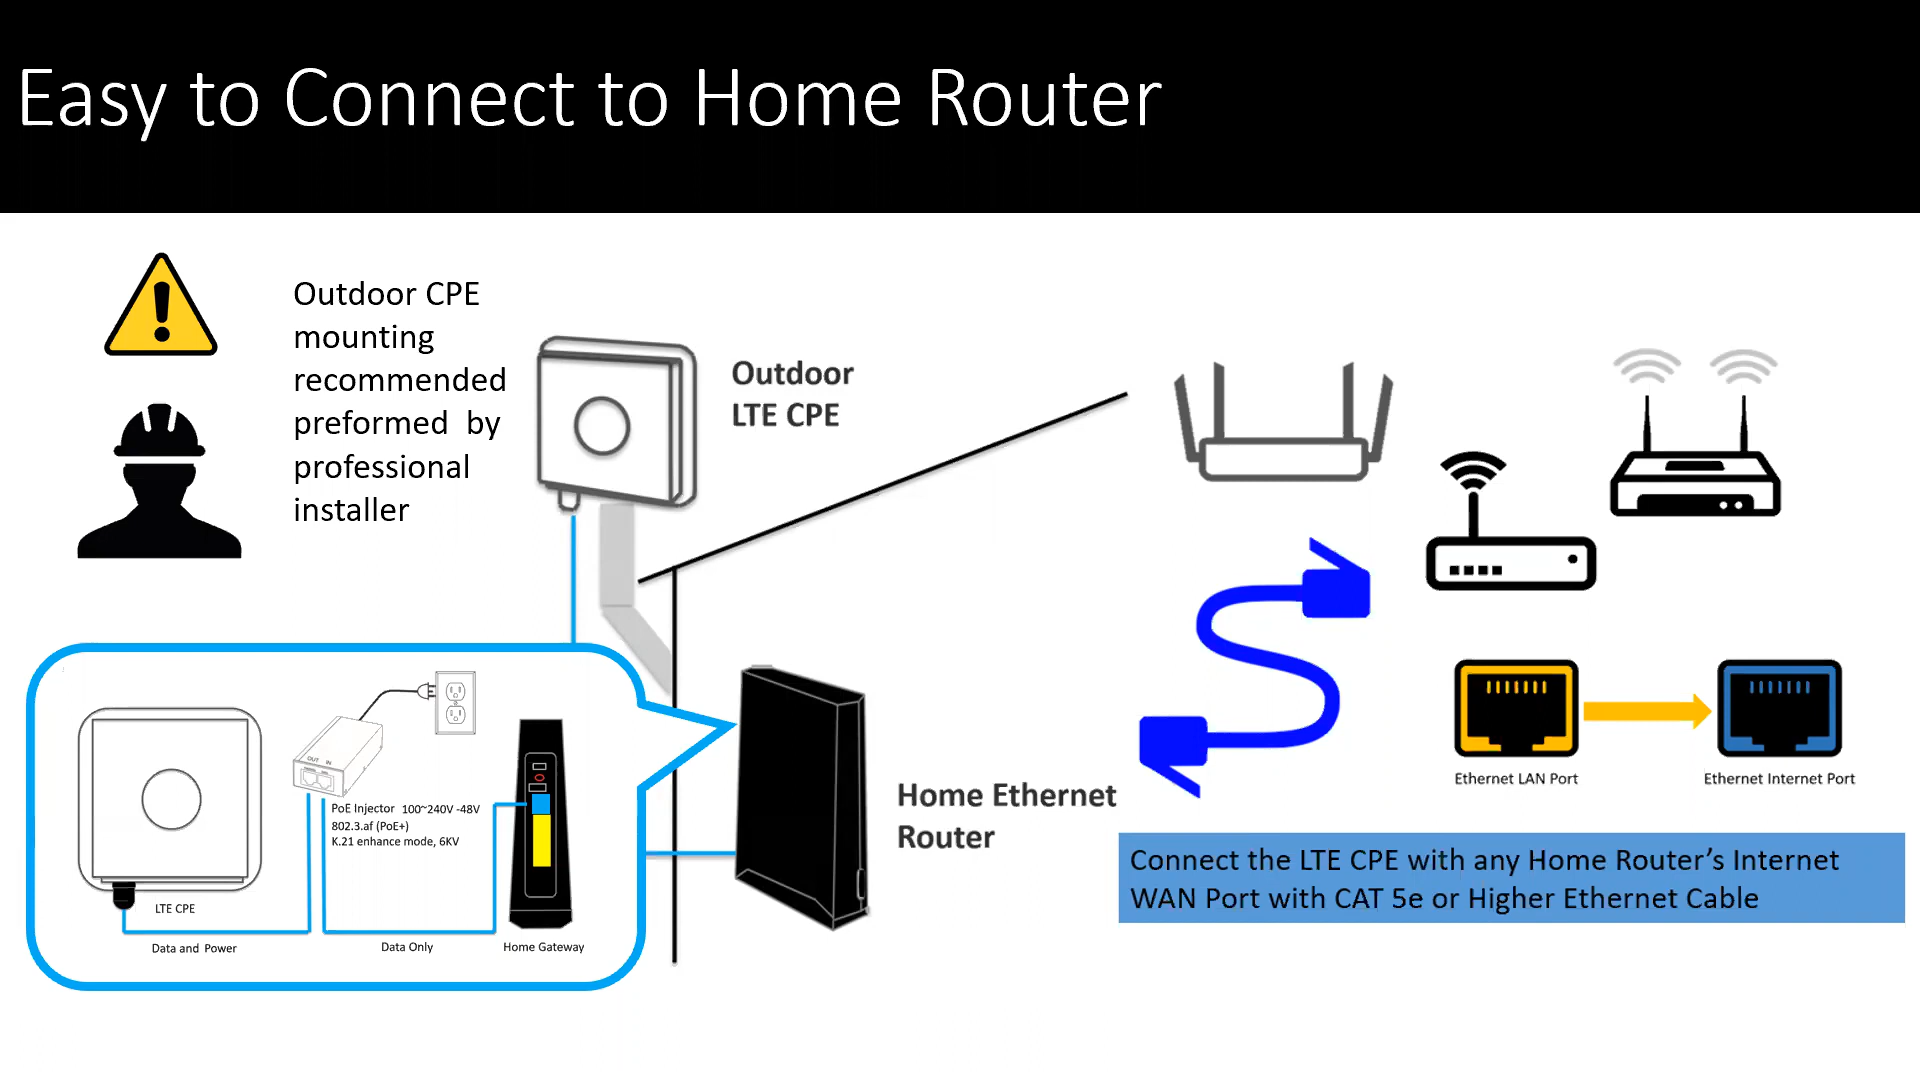 Easy to Connect to Home Router
Outdoor CPE
mounting
recommended
preformed by
professional
installer
Outdoor
LTE CPE
OUT IN
PoE Injector 100~240V -48V
802.3.af (PoE+)
K.21 enhance mode, 6KV
LTE CPE
Data and Power
Data Only
Home Gateway
Home Ethernet
Router
Ethernet LAN Port
Ethernet Internet Port
Connect the LTE CPE with any Home Router’s Internet
WAN Port with CAT 5e or Higher Ethernet Cable